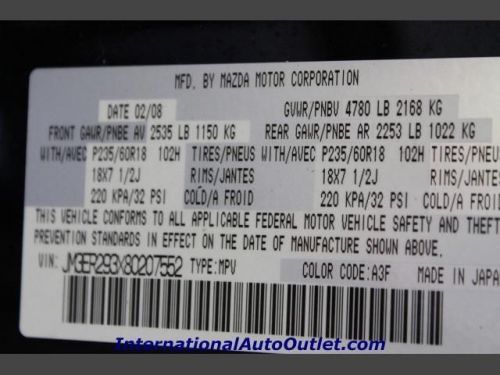 MFD. BY MAZDA MOTOR CORPORATION
DATE 02/08 GVWR/PNBV 4780 LB 2168 KG
FRONT GAWR/PNBE AV 2535 LB 1150 KG REAR GAWR/PNBE AR 2253 LB 1022 KG
WITH/AVEC P235/60R18 102H TIRES/PNEUS WITH/AVEC P235/60R18 102H TIRES/PNEUS
18X7 1/2J RIMS/JANTES 18X7 1/2J RIMS/JANTES
220 KPA/32 PSI COLD/A FROID 220 KPA/32 PSI COLD/A FROID
THIS VEHICLE CONFORMS TO ALL APPLICABLE FEDERAL MOTOR VEHICLE SAFETY AND THEFT
PREVENTION STANDARDS IN EFFECT ON THE DATE OF MANUFACTURE SHOWN ABOVE.
VIN: JM3ER293X80207552 TYPE: MPV COLOR CODE: A3F MADE IN JAPAN
InternationalAutoOutlet.com